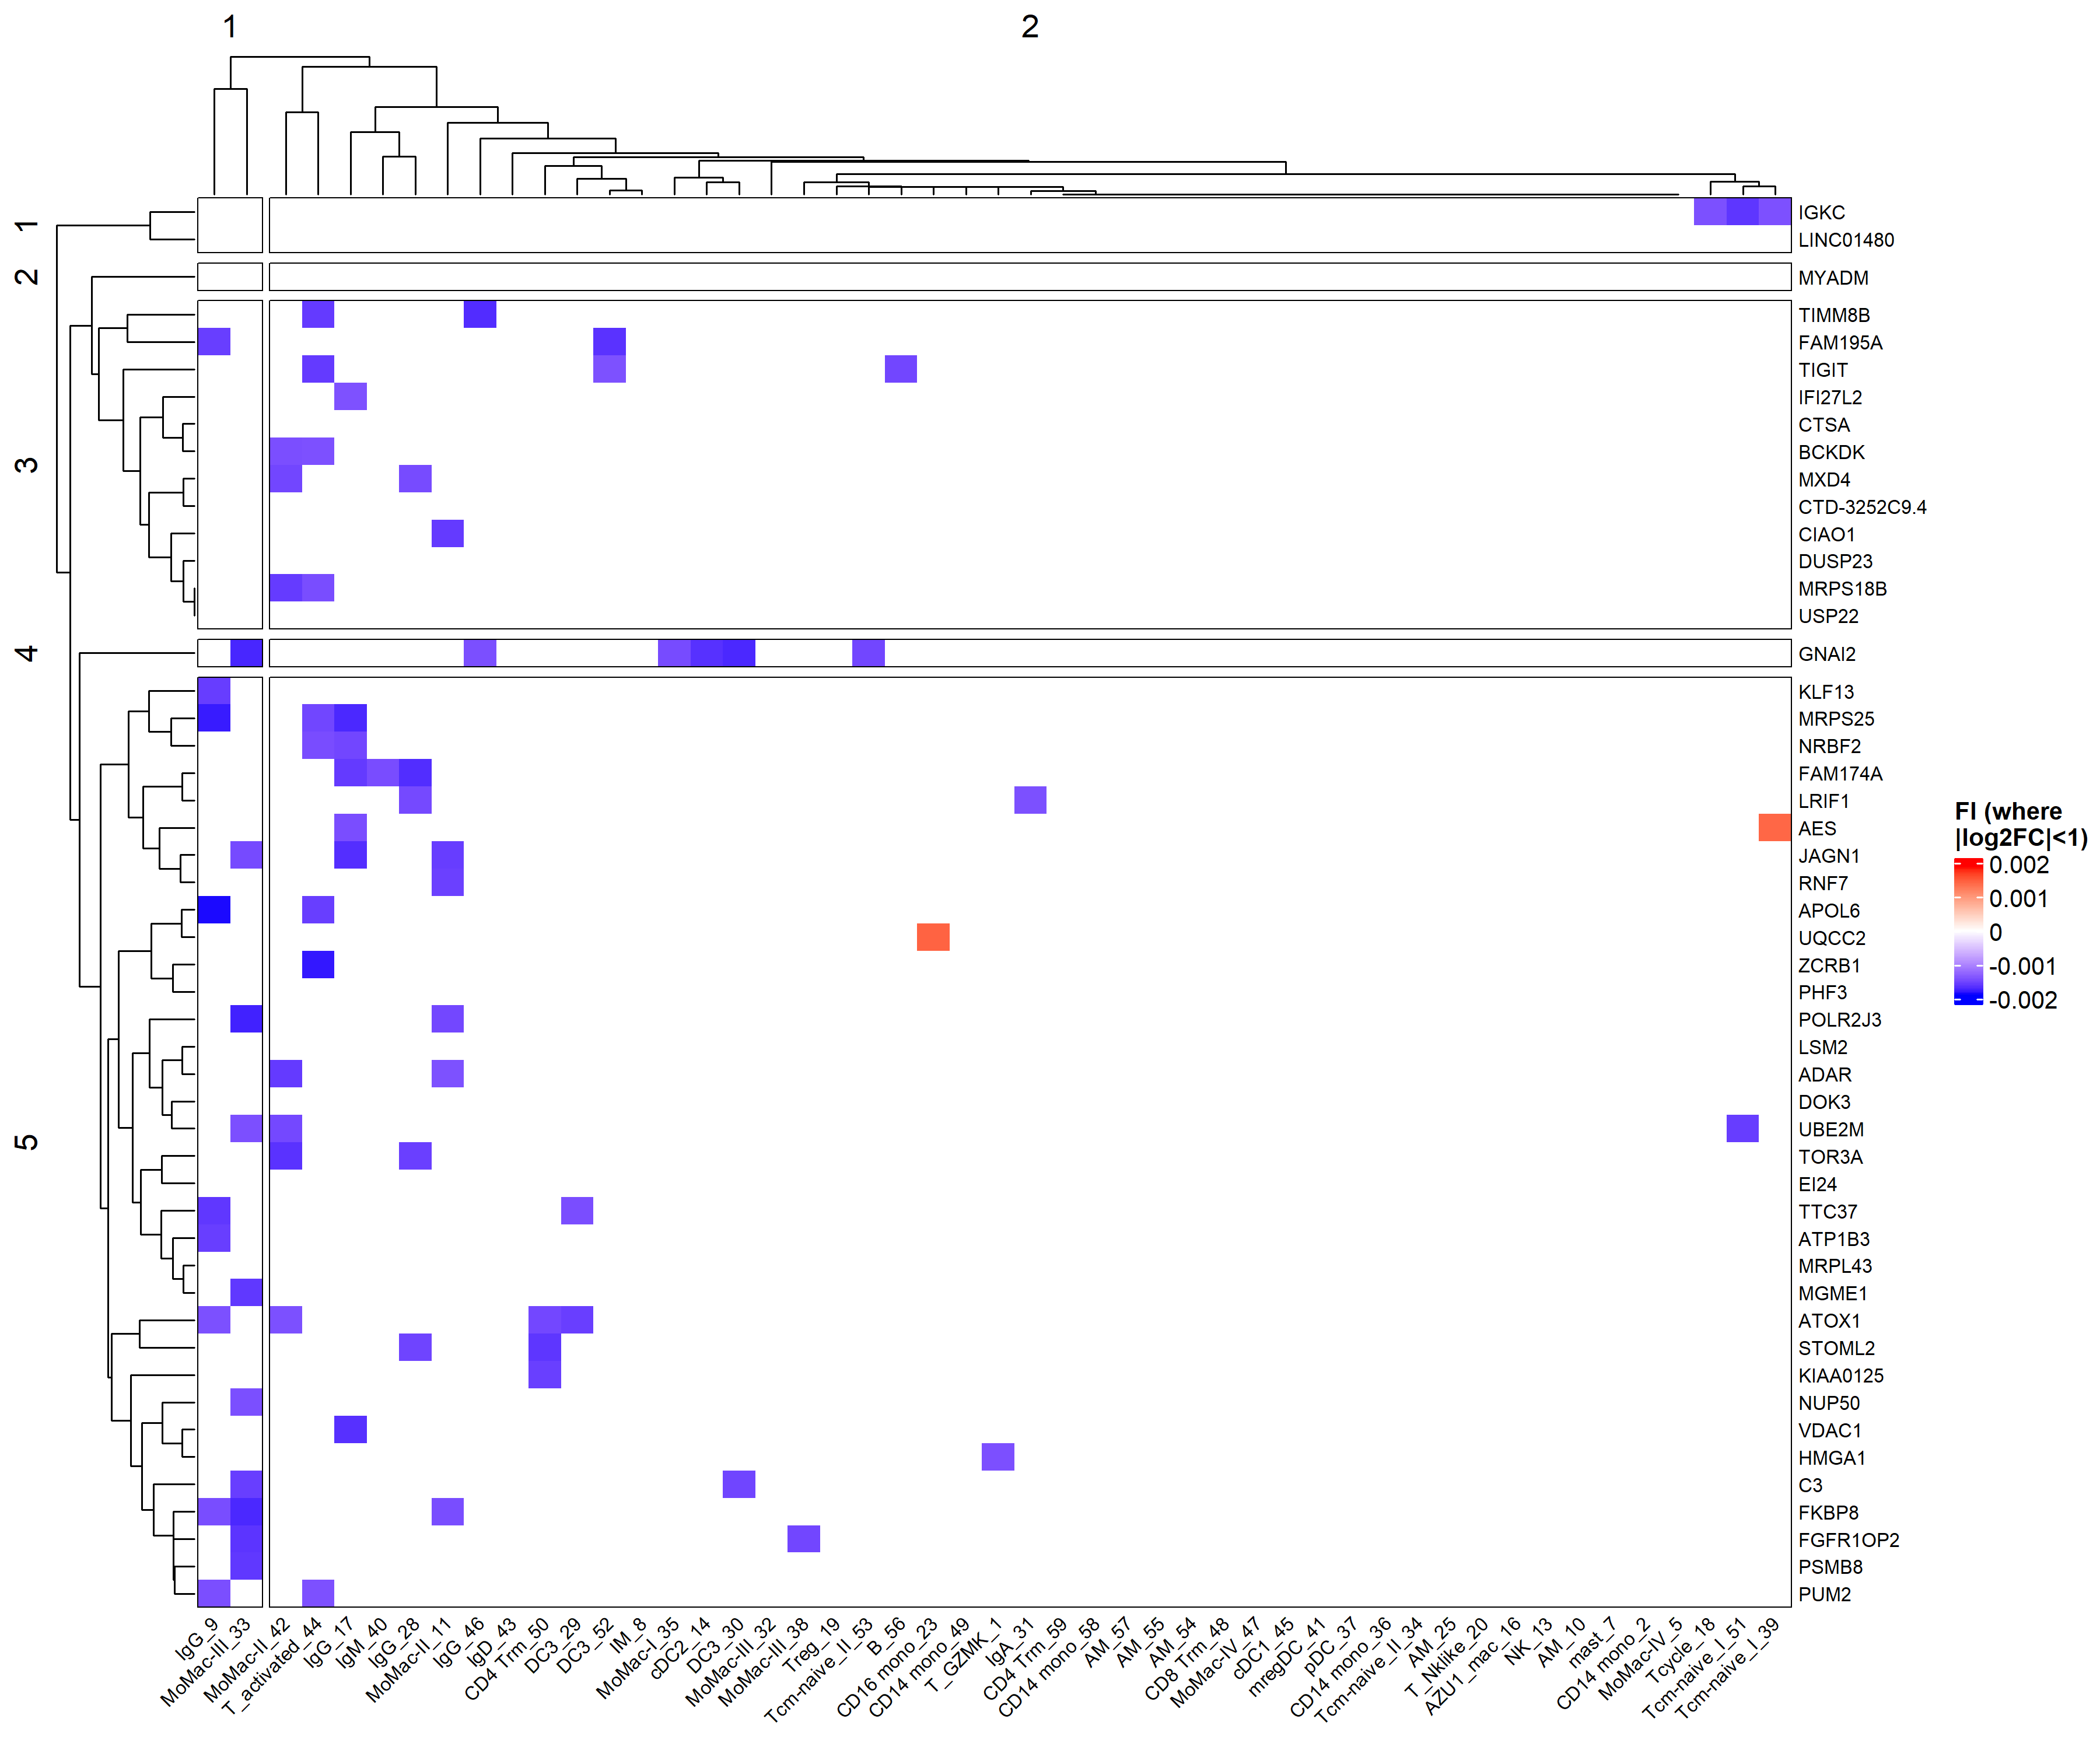 1
2
1
2
3
4
5
IGKC
LINC01480
MYADM
TIMM8B
FAM195A
TIGIT
IFI27L2
CTSA
BCKDK
MXD4
CTD-3252C9.4
CIAO1
DUSP23
MRPS18B
USP22
GNAI2
KLF13
MRPS25
NRBF2
FAM174A
LRIF1
AES
JAGN1
RNF7
APOL6
UQCC2
ZCRB1
PHF3
POLR2J3
LSM2
ADAR
DOK3
UBE2M
TOR3A
EI24
TTC37
ATP1B3
MRPL43
MGME1
ATOX1
STOML2
KIAA0125
NUP50
VDAC1
HMGA1
C3
FKBP8
FGFR1OP2
PSMB8
PUM2
FI (where
|log2FC|<1)
0.002
0.001
0
-0.001
-0.002
IgG_9
MoMac-III_33
MoMac-II_42
T_activated_44
IgG_17
IgM_40
IgG_28
MoMac-II_11
IgG_46
IgD_43
CD4 Trm_50
DC3_29
DC3_52
IM_8
MoMac-I_35
cDC2_14
DC3_30
MoMac-III_32
MoMac-III_38
Treg_19
Tcm-naive_II_53
B_56
CD16 mono_23
CD14 mono_49
T_GZMK_1
IgA_31
CD4 Trm_59
CD14 mono_58
AM_57
AM_55
AM_54
CD8 Trm_48
MoMac-IV_47
cDC1_45
mregDC_41
pDC_37
CD14 mono_36
Tcm-naive_II_34
AM_25
T_Nklike_20
AZU1_mac_16
NK_13
AM_10
mast_7
CD14 mono_2
MoMac-IV_5
Tcycle_18
Tcm-naive_I_51
Tcm-naive_I_39